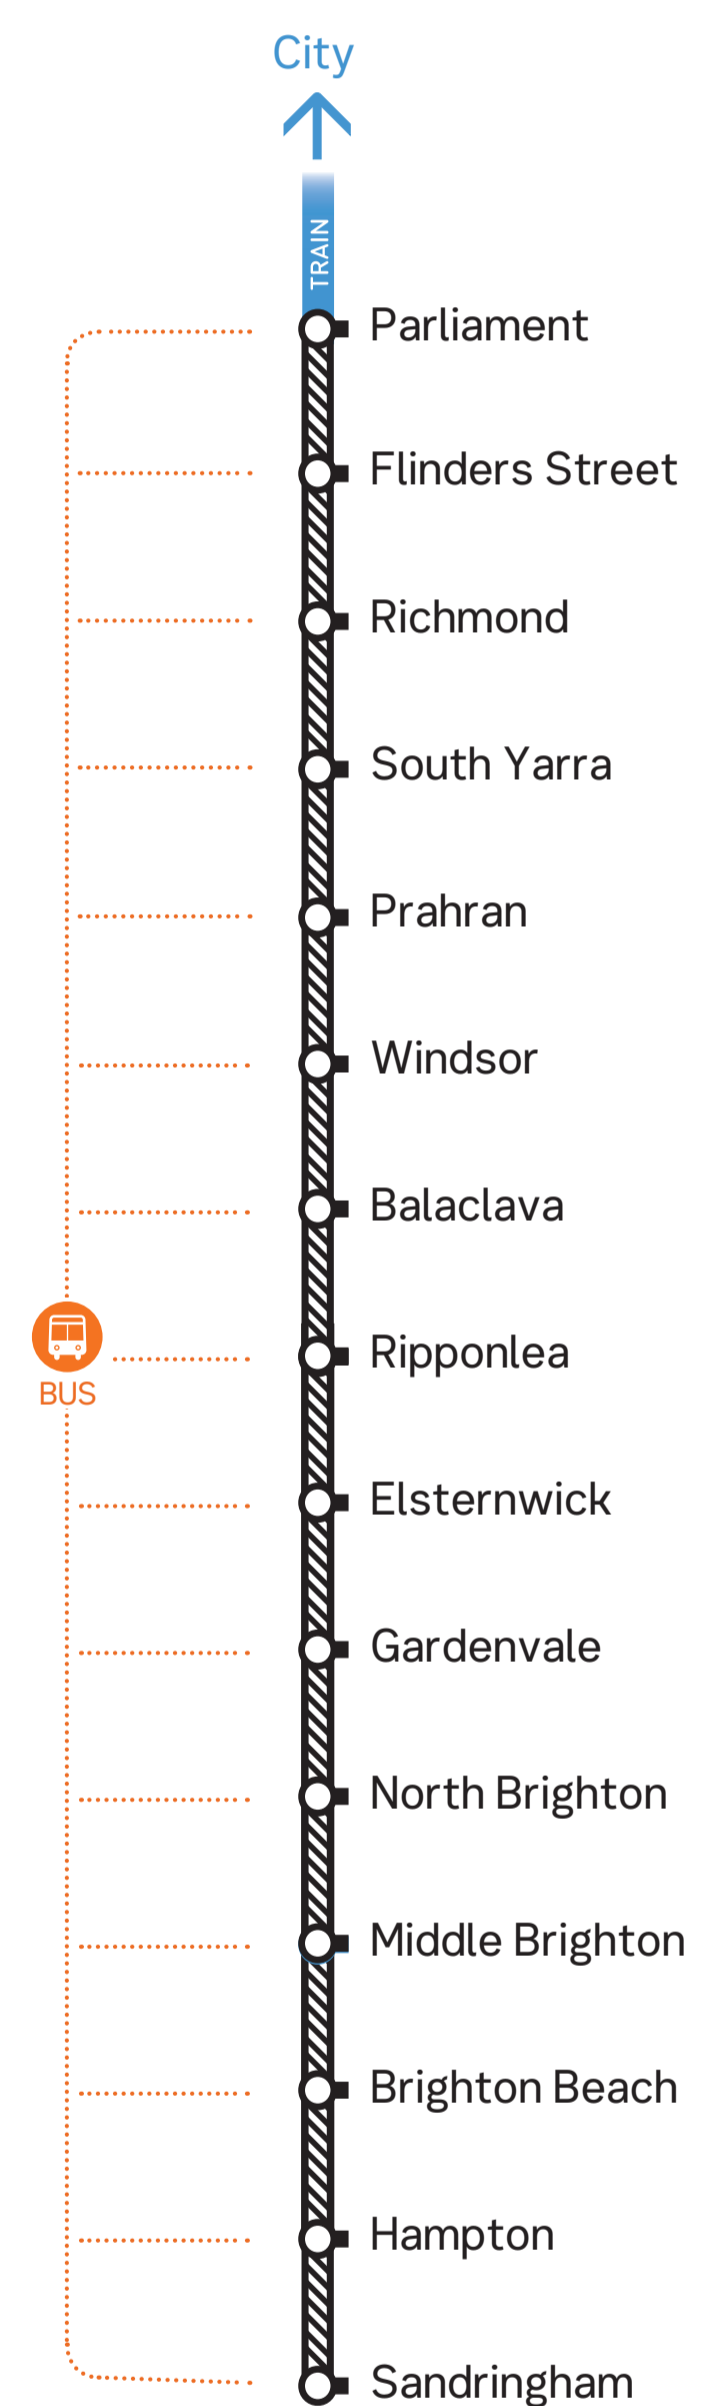 City
TRAIN
Parliament
Flinders Street
Richmond
South Yarra
Prahran
Windsor
Balaclava
Ripponlea
BUS
Elsternwick
Gardenvale
North Brighton
Middle Brighton
Brighton Beach
Hampton
Sandringham